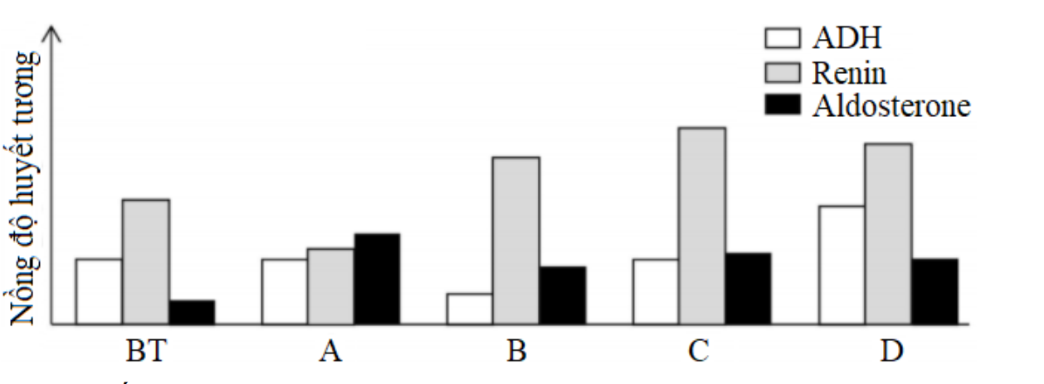 Nồng độ huyết tương
ADH
Renin
Aldosterone
BT
A
B
C
D